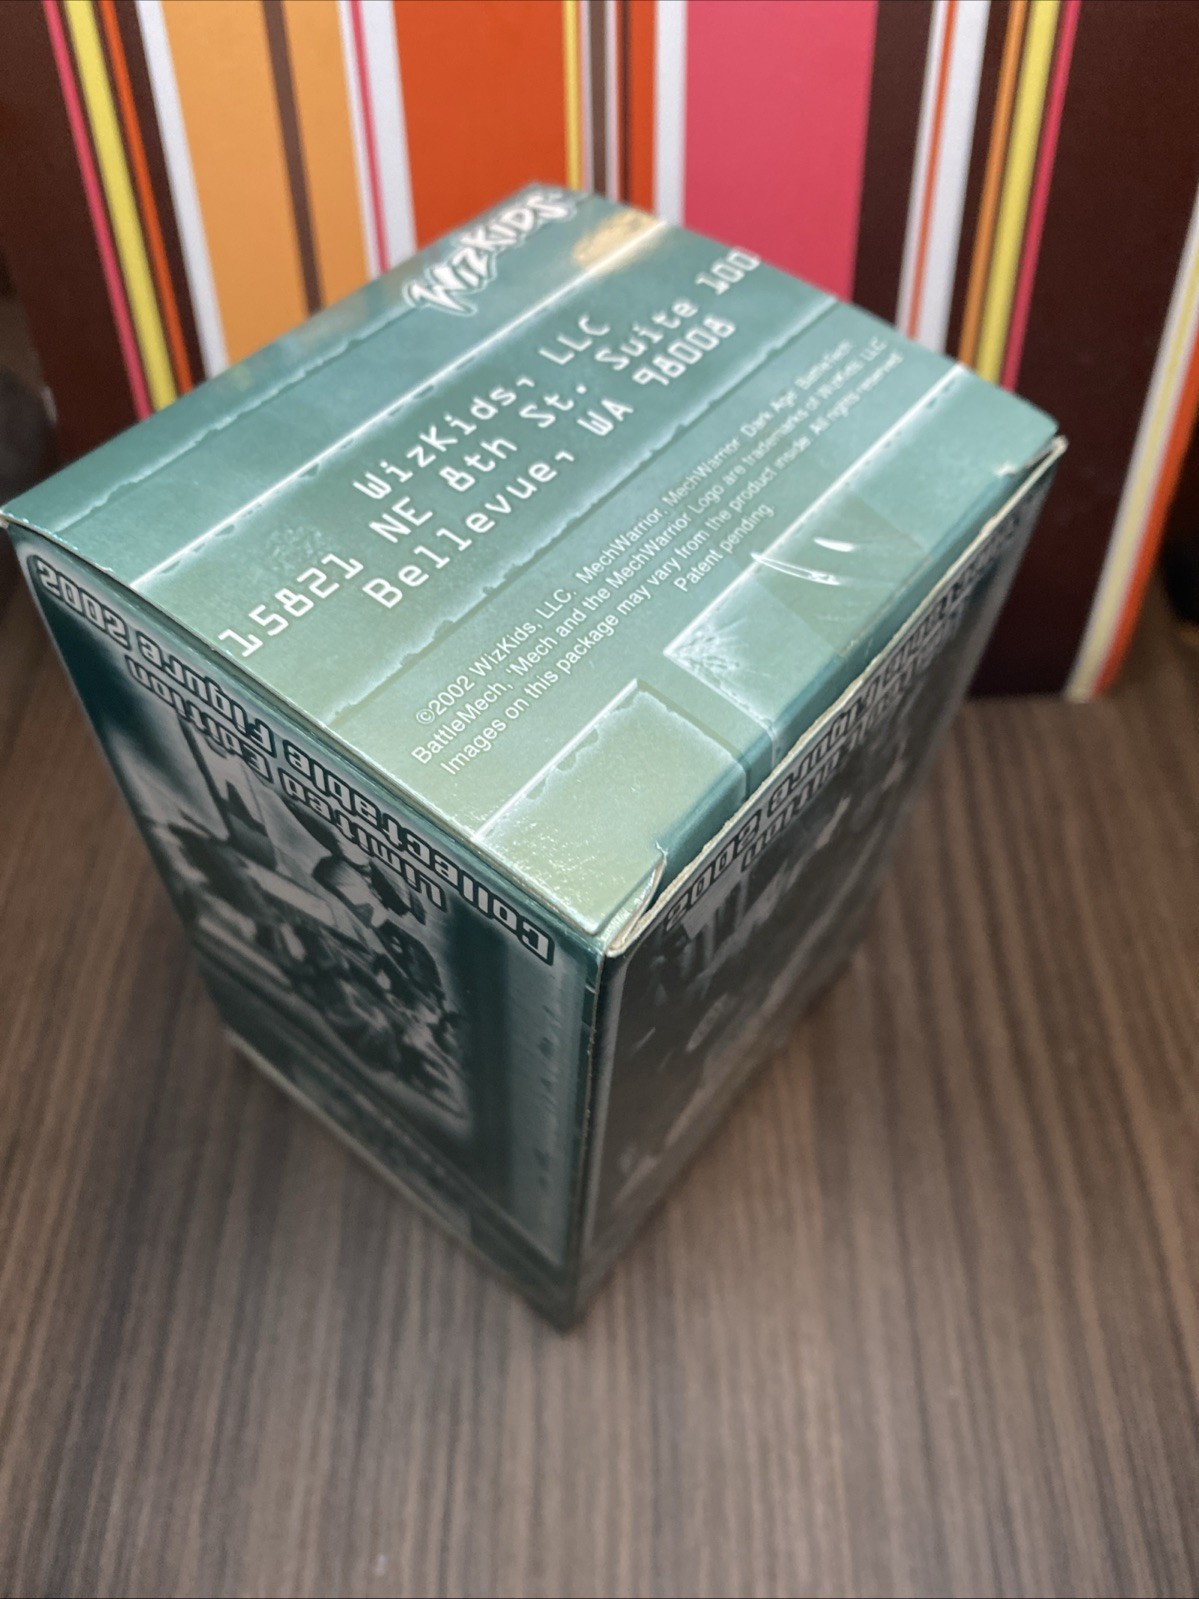 WizKids
WizKids, LLC
15821 NE 8th St. Suite 100
Bellevue, WA 98008
©2002 WizKids, LLC. MechWarrior, MechWarrior: Dark Age, BattleTech,
BattleMech, 'Mech and the MechWarrior Logo are trademarks of WizKids, LLC.
Images on this package may vary from the product inside. All rights reserved.
Patent pending.
Collectable Figure 2002
Limited Edition
Figure 2002